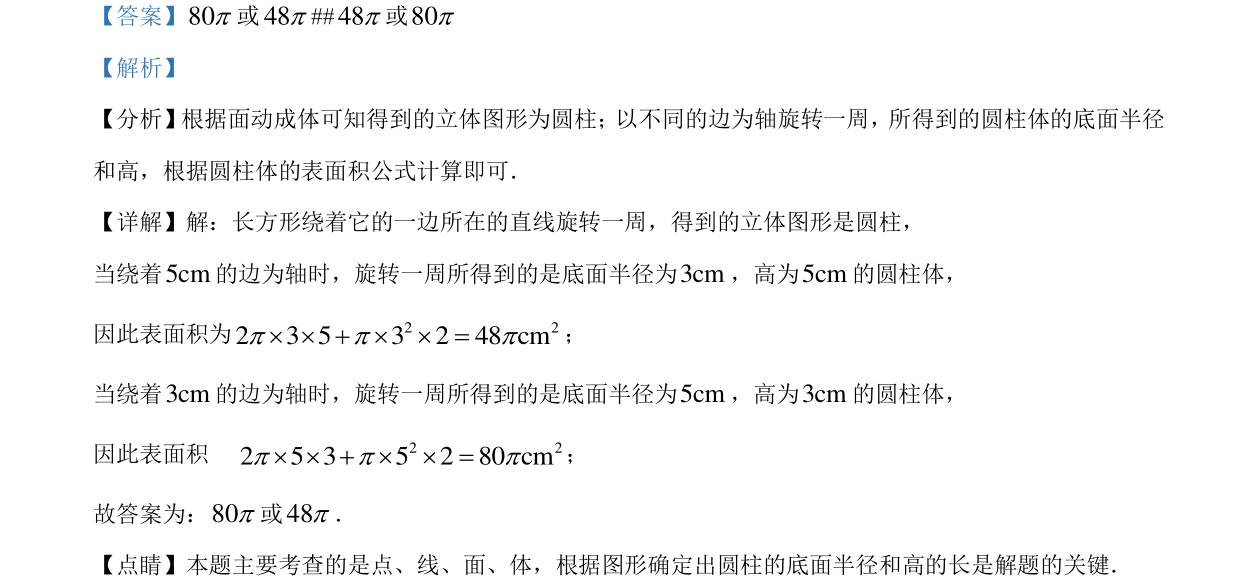 【答案】80π 或 48π ##48π 或 80π
【解析】
【分析】根据面动成体可知得到的立体图形为圆柱；以不同的边为轴旋转一周，所得到的圆柱体的底面半径
和高，根据圆柱体的表面积公式计算即可．
【详解】解：长方形绕着它的一边所在的直线旋转一周，得到的立体图形是圆柱，
当绕着 5cm 的边为轴时，旋转一周所得到的是底面半径为 3cm ，高为 5cm 的圆柱体，
因此表面积为 2π×3×5+π×3²×2=48πcm² ；
当绕着 3cm 的边为轴时，旋转一周所得到的是底面半径为 5cm ，高为 3cm 的圆柱体，
因此表面积 2π×5×3+π×5²×2=80πcm² ；
故答案为：80π 或 48π ．
【点睛】本题主要考查的是点、线、面、体，根据图形确定出圆柱的底面半径和高的长是解题的关键．